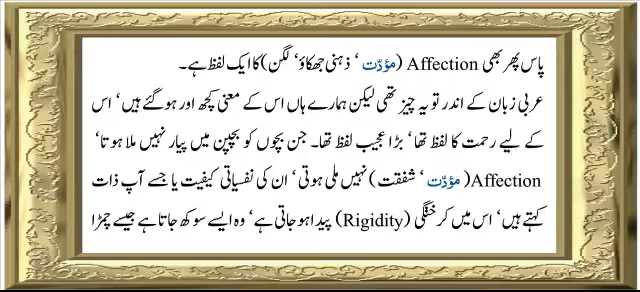 پاس پھر بھی Affection (مؤدّت ‘ ذہنی جھکاؤ‘ لگن) کا ایک لفظ ہے۔
عربی زبان کے اندر تو یہ چیز تھی لیکن ہمارے ہاں اس کے معنی کچھ اور ہو گئے ہیں‘ اس
کے لیے رحمت کا لفظ تھا‘ بڑا عجیب لفظ تھا۔ جن بچوں کو بچپن میں پیار نہیں ملا ہوتا‘
Affection( مؤدّت ‘ شفقت ) نہیں ملی ہوتی‘ ان کی نفسیاتی کیفیت یا جسے آپ ذات
کہتے ہیں‘ اس میں کرختگی (Rigidity) پیدا ہو جاتی ہے‘ وہ ایسے سوکھ جاتا ہے جیسے چمڑا